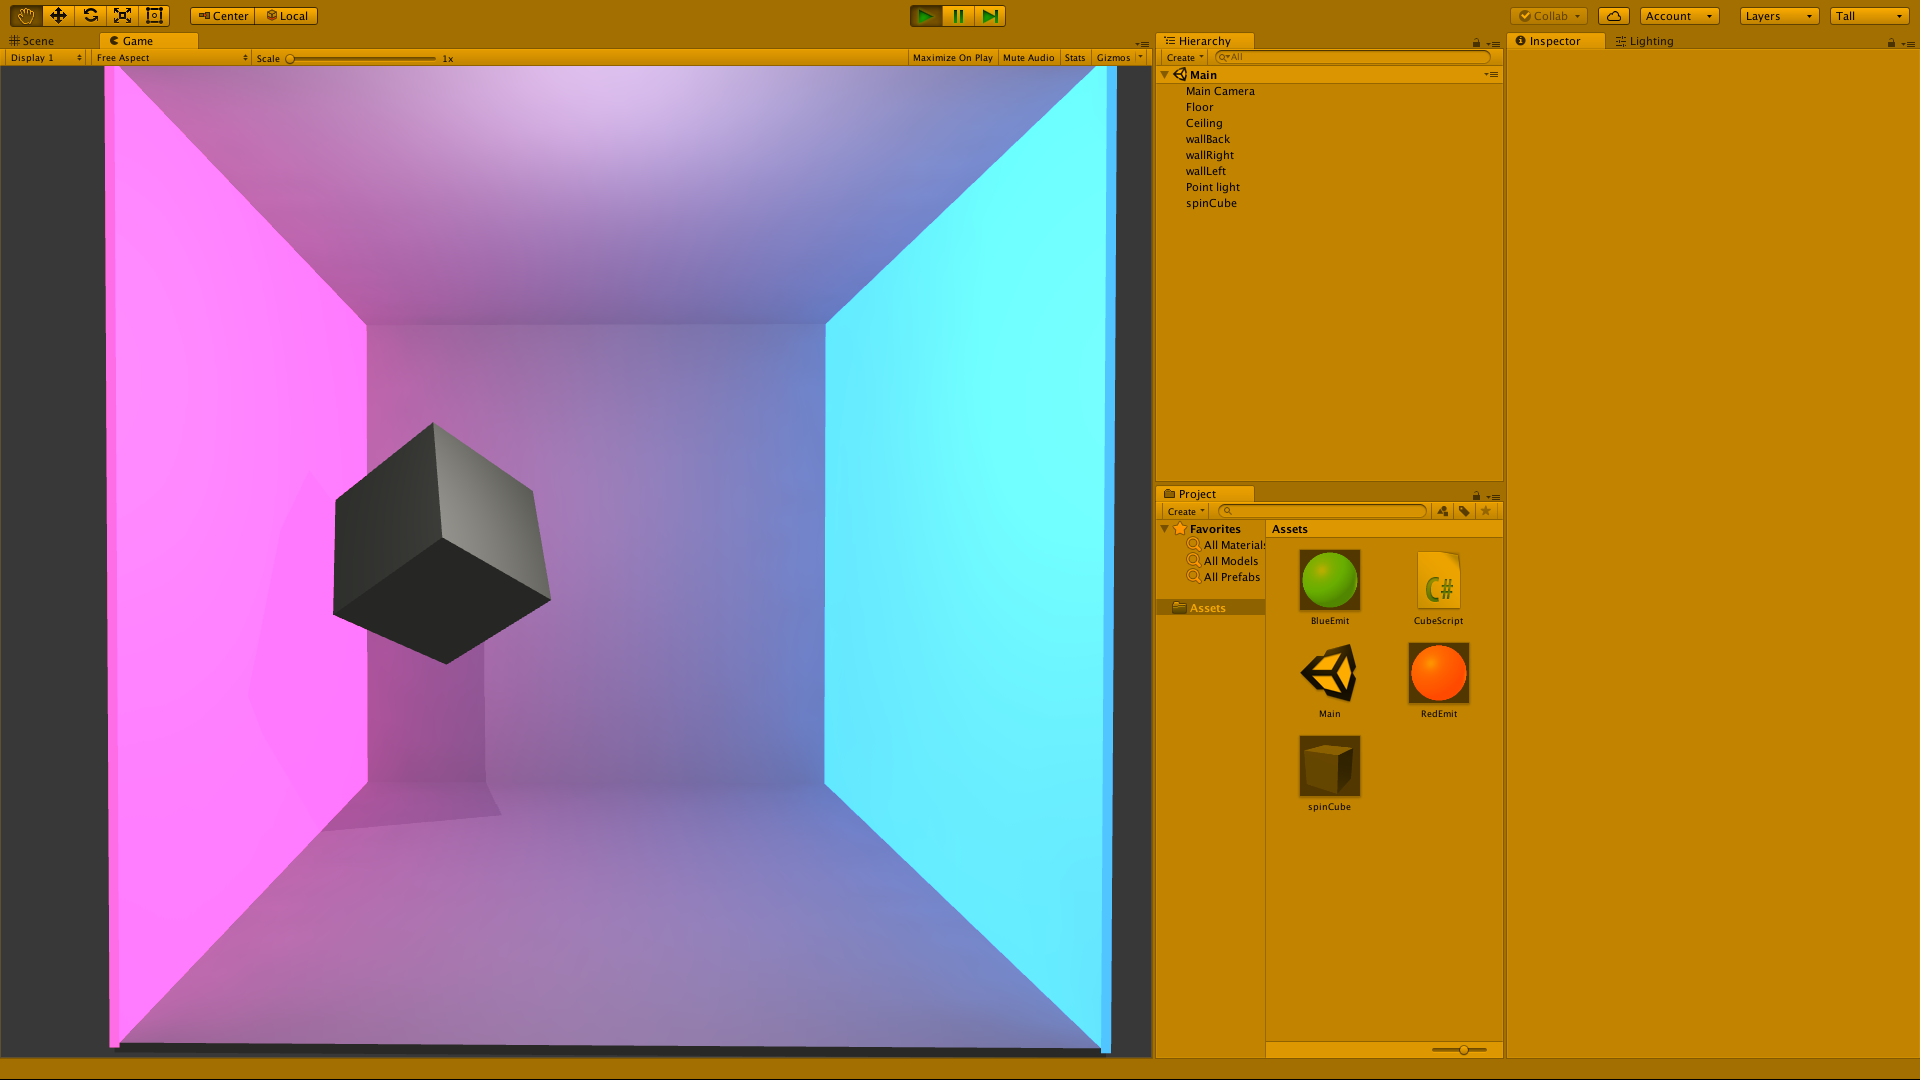 Center Local Collab Account Layers Tall
Scene Game
Display 1 Free Aspect Scale 1x Maximize On Play Mute Audio Stats Gizmos
Hierarchy
Create All
Main
Main Camera
Floor
Ceiling
wallBack
wallRight
wallLeft
Point light
spinCube
Project
Create
Favorites
All Materials
All Models
All Prefabs
Assets
Assets
BlueEmit
C#
CubeScript
Main
RedEmit
spinCube
Inspector Lighting